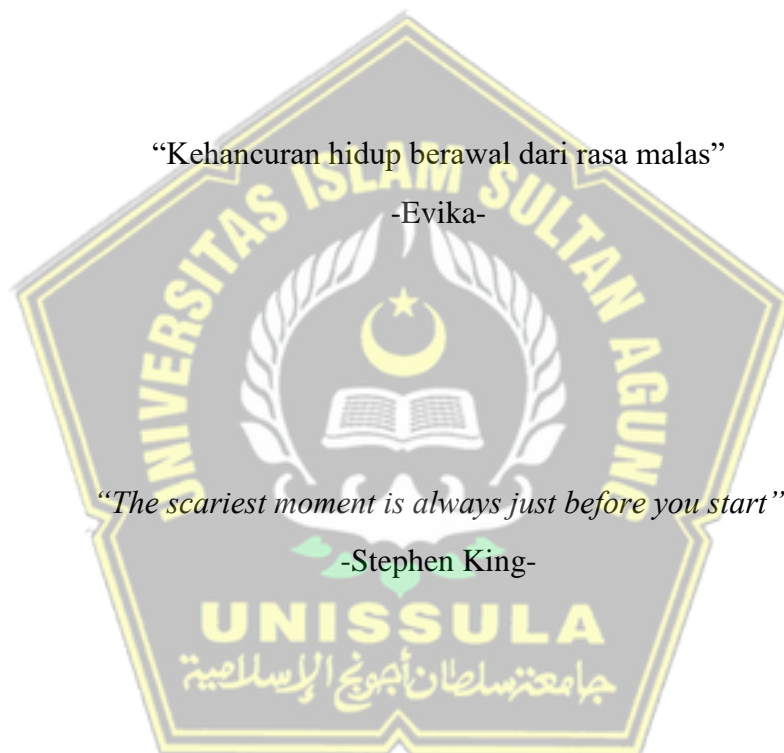 “Kehancuran hidup berawal dari rasa malas”
-Evika-
UNIVERSITAS ISLAM SULTAN AGUNG
“The scariest moment is always just before you start”
-Stephen King-
UNISSULA
جامعة سلطان أجونج الإسلامية